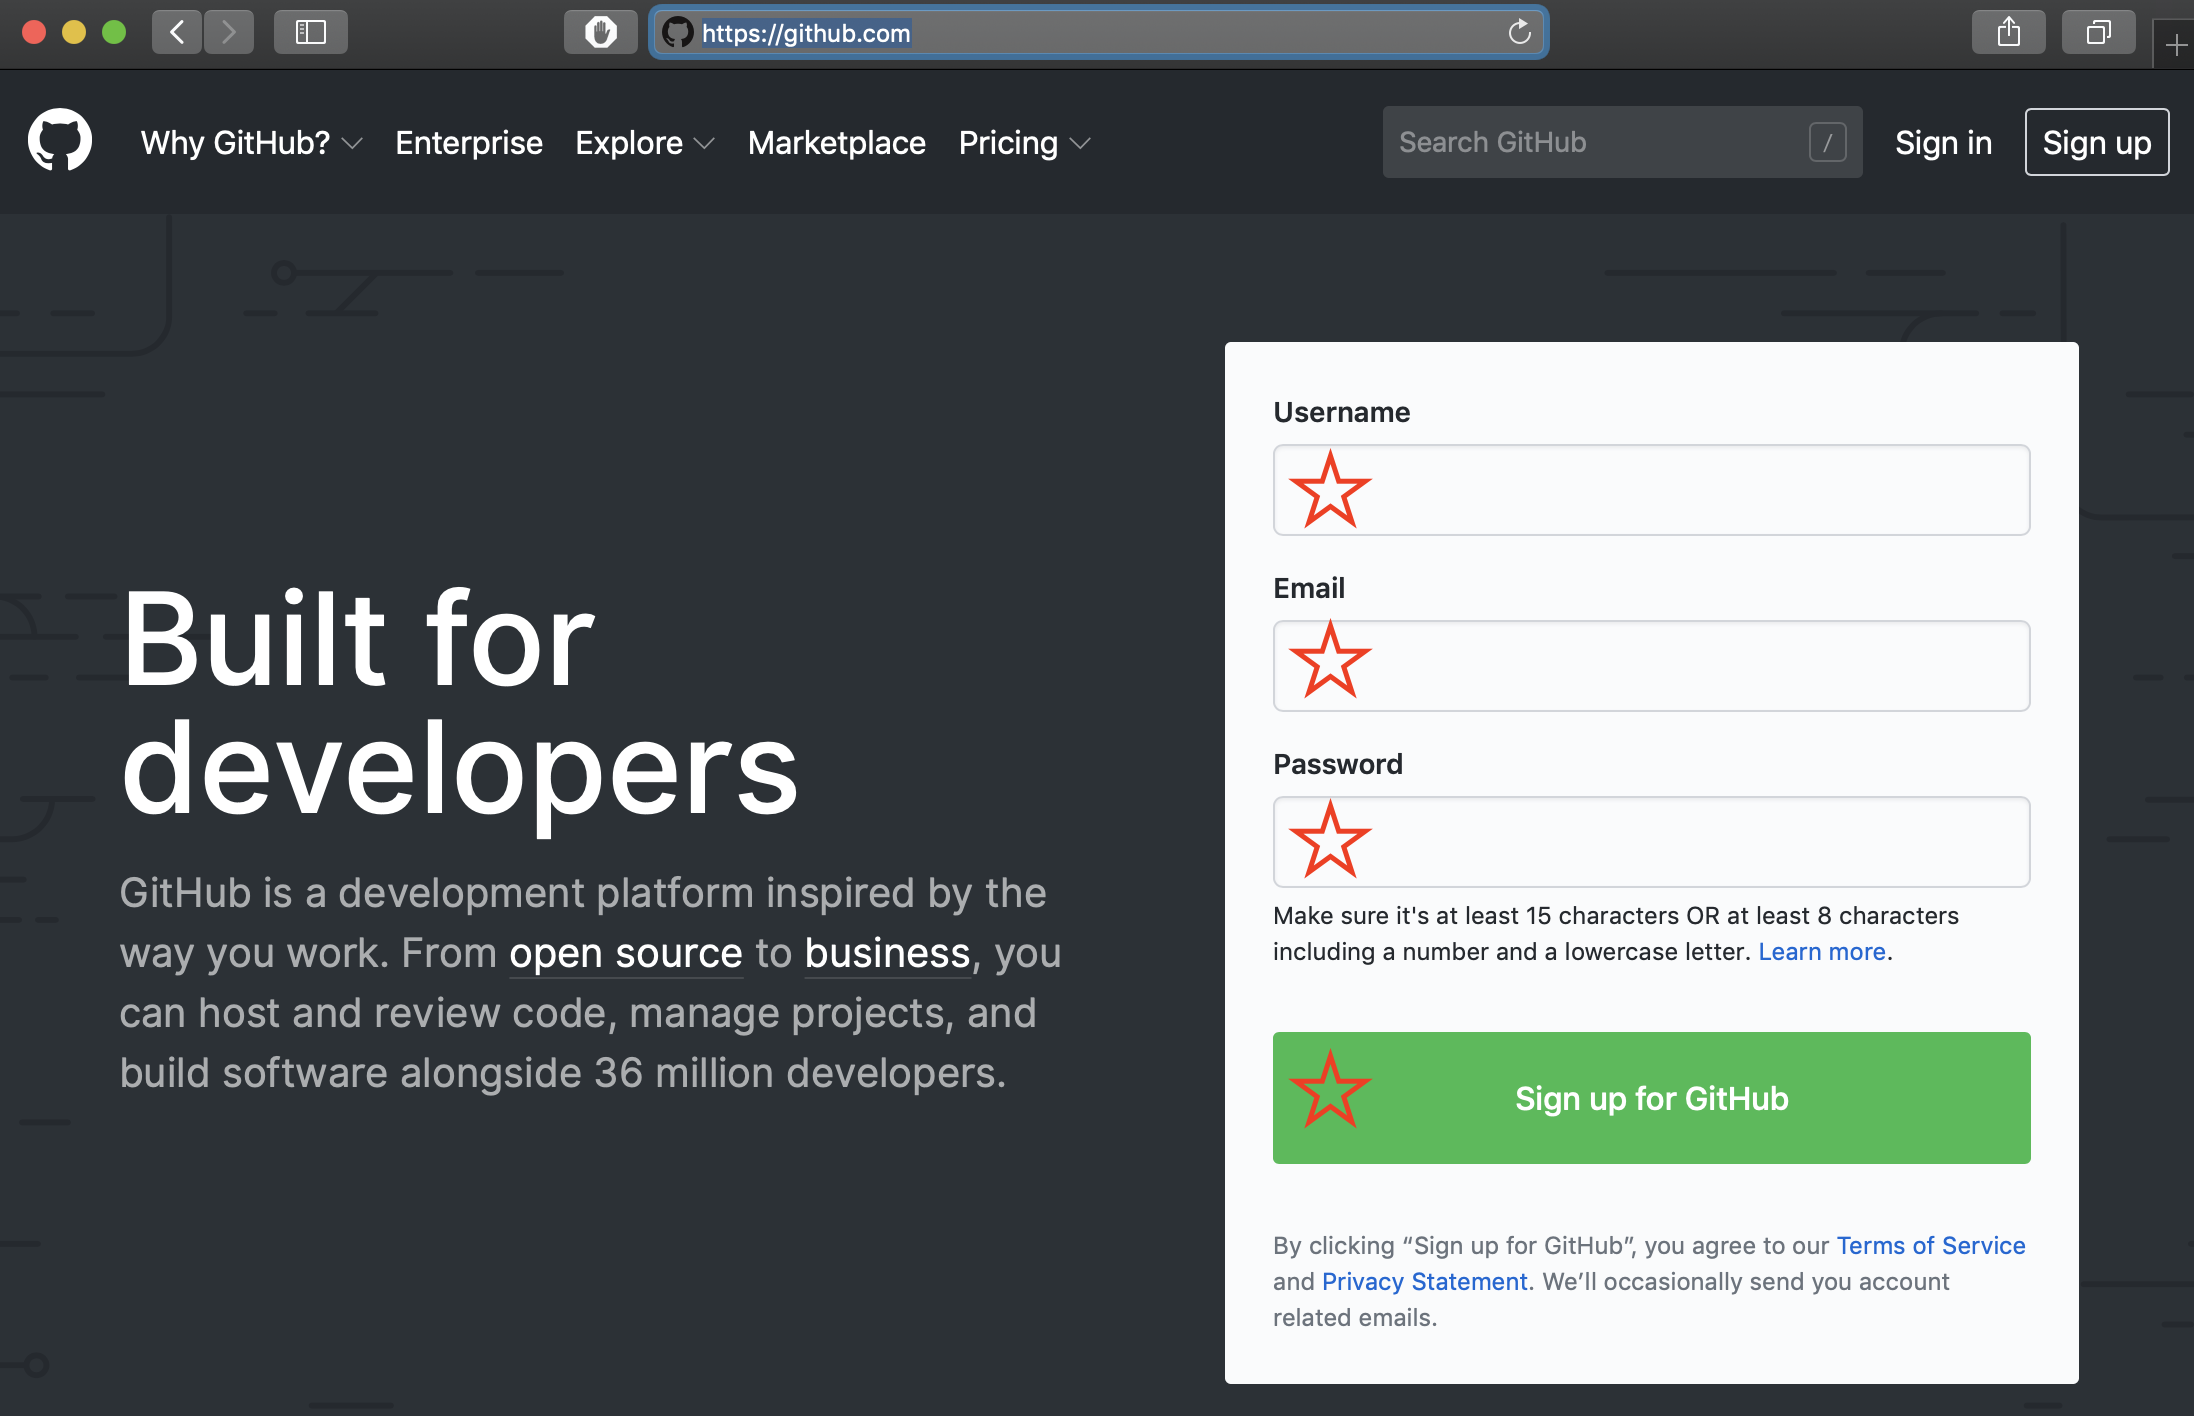 https://github.com
Why GitHub? Enterprise Explore Marketplace Pricing Search GitHub / Sign in Sign up
Built for
developers
GitHub is a development platform inspired by the
way you work. From open source to business, you
can host and review code, manage projects, and
build software alongside 36 million developers.
Username
Email
Password
Make sure it's at least 15 characters OR at least 8 characters
including a number and a lowercase letter. Learn more.
Sign up for GitHub
By clicking “Sign up for GitHub”, you agree to our Terms of Service
and Privacy Statement. We’ll occasionally send you account
related emails.